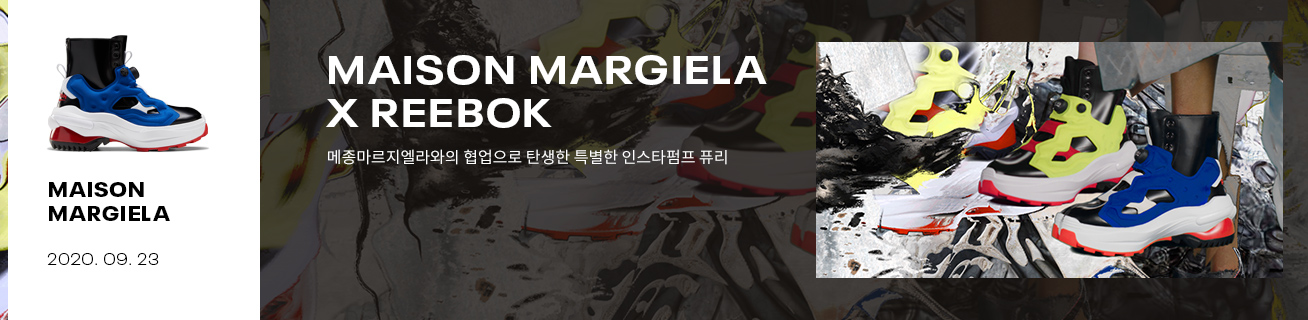 MAISON
MARGIELA
2020. 09. 23
MAISON MARGIELA
X REEBOK
메종마르지엘라와의 협업으로 탄생한 특별한 인스타펌프 퓨리